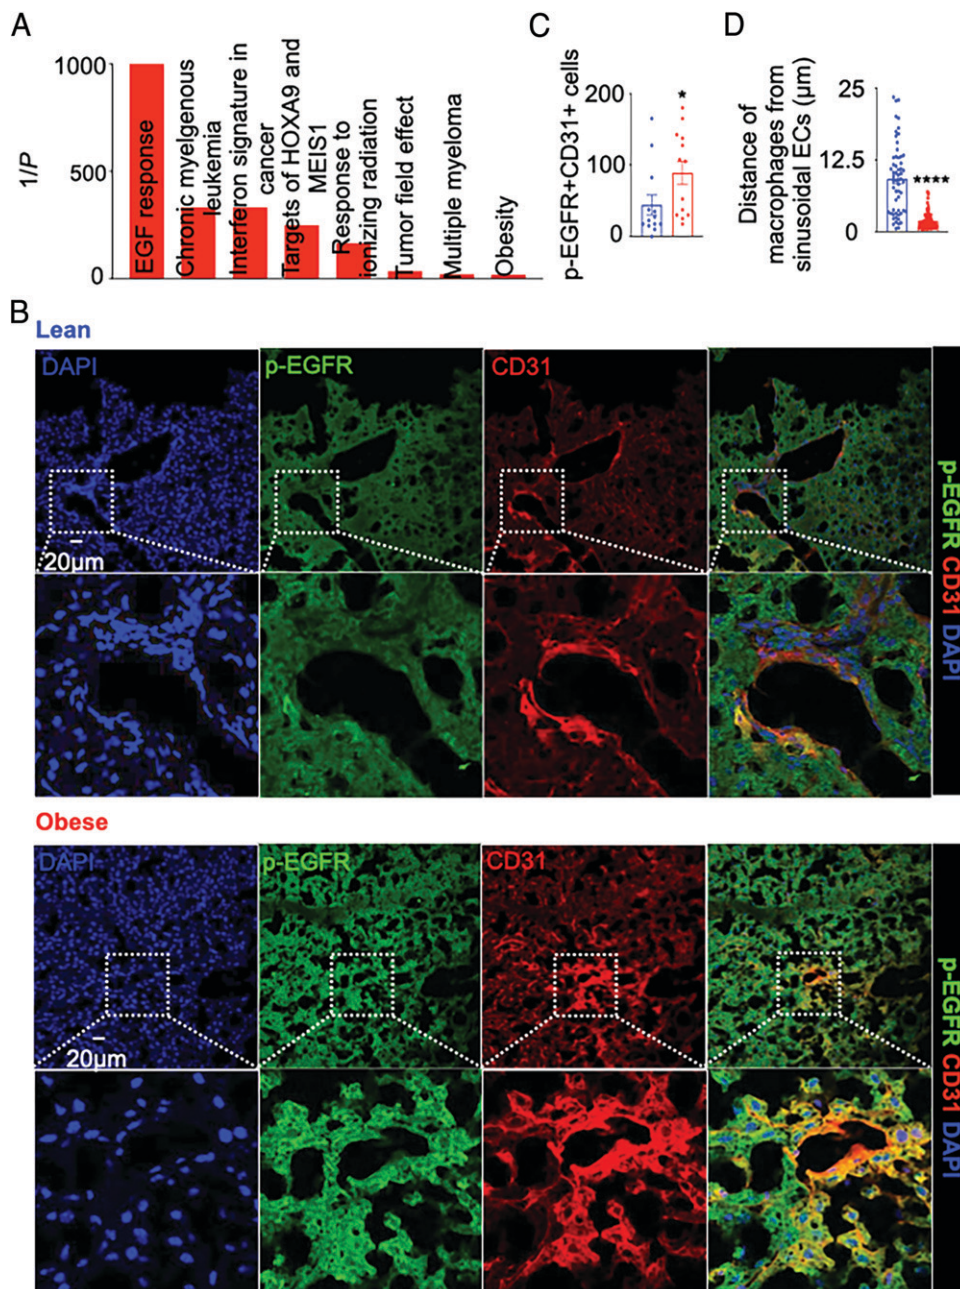 A
1/P
1000
500
0
EGF response
Chronic myelgenous
leukemia
Interferon signature in
cancer
Targets of HOXA9 and
MEIS1
Response to
ionizing radiation
Tumor field effect
Multiple myeloma
Obesity
C
p-EGFR+CD31+ cells
200
100
0
*
D
Distance of
macrophages from
sinusoidal ECs (µm)
25
12.5
0
****
B
Lean
DAPI
p-EGFR
CD31
20µm
p-EGFR CD31 DAPI
Obese
DAPI
p-EGFR
CD31
20µm
p-EGFR CD31 DAPI